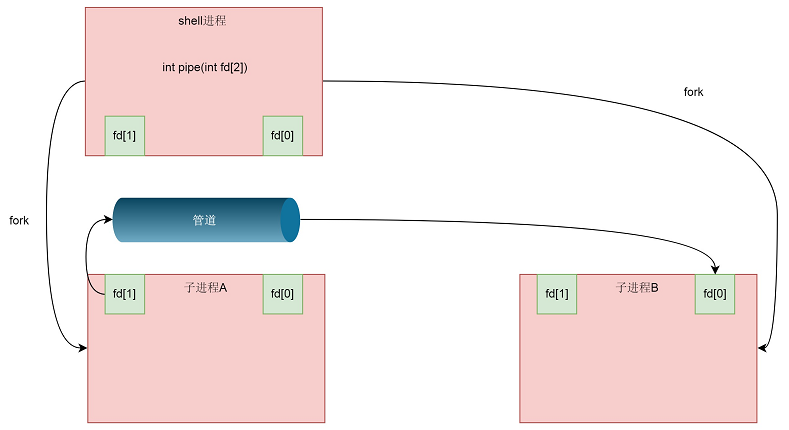 shell进程
int pipe(int fd[2])
fork
fd[1]
fd[0]
fork
管道
fd[1]
子进程A
fd[0]
fd[1]
子进程B
fd[0]